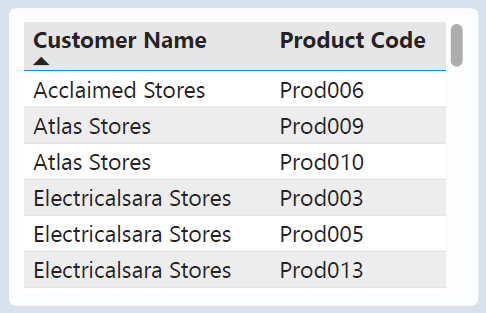 Customer Name Product Code
Acclaimed Stores Prod006
Atlas Stores Prod009
Atlas Stores Prod010
Electricalsara Stores Prod003
Electricalsara Stores Prod005
Electricalsara Stores Prod013